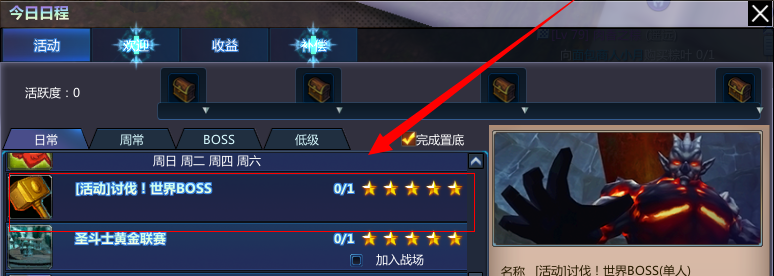 今日日程
活动 欢迎 收益 补偿
活跃度：0
日常 周常 BOSS 低级 完成置底
周日 周二 周四 周六
[活动]讨伐！世界BOSS 0/1
圣斗士黄金联赛 0/1
加入战场
名称 [活动]讨伐！世界BOSS(单人)